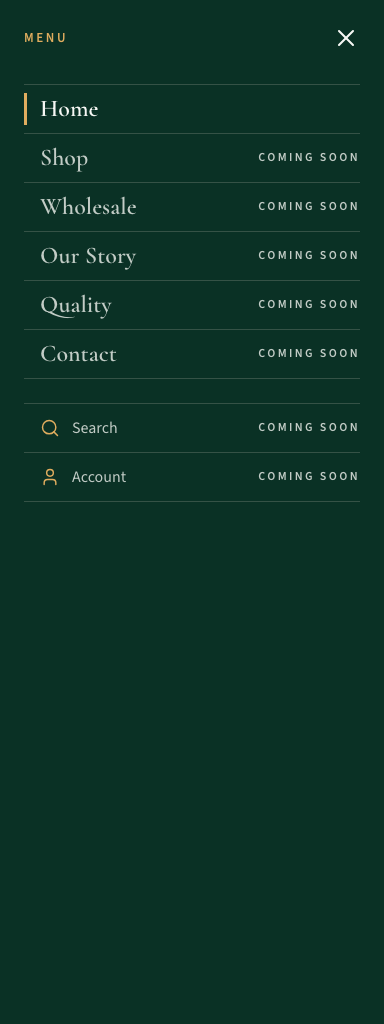 MENU
Home
Shop COMING SOON
Wholesale COMING SOON
Our Story COMING SOON
Quality COMING SOON
Contact COMING SOON
Search COMING SOON
Account COMING SOON